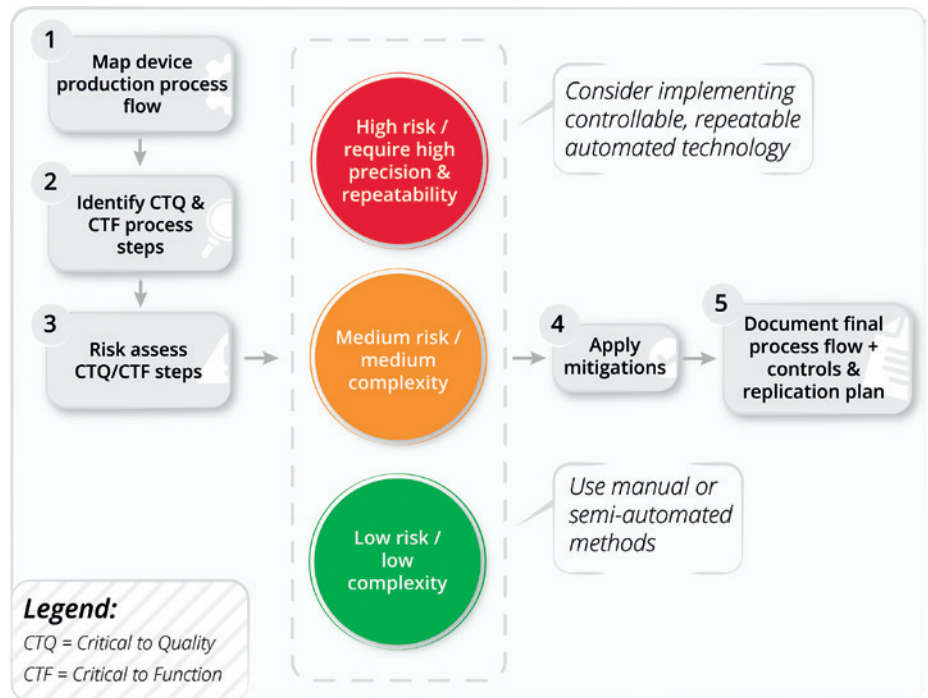 1
Map device
production process
flow
2
Identify CTQ &
CTF process
steps
3
Risk assess
CTQ/CTF steps
High risk /
require high
precision &
repeatability
Medium risk /
medium
complexity
Low risk /
low
complexity
Consider implementing
controllable, repeatable
automated technology
4
Apply
mitigations
5
Document final
process flow +
controls &
replication plan
Use manual or
semi-automated
methods
Legend:
CTQ = Critical to Quality
CTF = Critical to Function